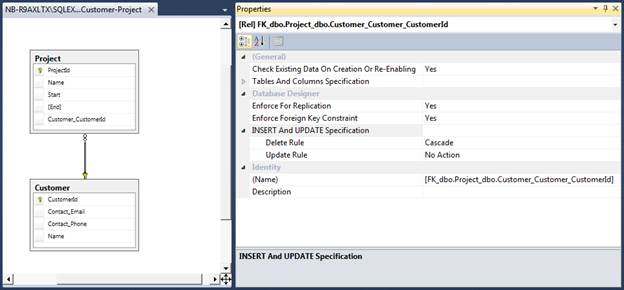 NB-R9AXLTX\SQLEX...Customer-Project
Project
ProjectId
Name
Start
[End]
Customer_CustomerId
Customer
CustomerId
Contact_Email
Contact_Phone
Name
Properties
[Rel] FK_dbo.Project_dbo.Customer_Customer_CustomerId
(General)
Check Existing Data On Creation Or Re-Enabling Yes
Tables And Columns Specification
Database Designer
Enforce For Replication Yes
Enforce Foreign Key Constraint Yes
INSERT And UPDATE Specification
Delete Rule Cascade
Update Rule No Action
Identity
(Name) [FK_dbo.Project_dbo.Customer_Customer_CustomerId]
Description
INSERT And UPDATE Specification